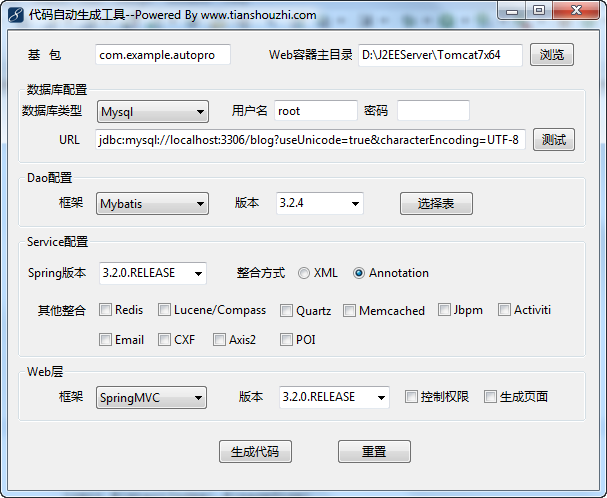 代码自动生成工具--Powered By www.tianshouzhi.com
基 包 com.example.autopro Web容器主目录 D:\J2EEServer\Tomcat7x64 浏览
数据库配置
数据库类型 Mysql 用户名 root 密码
URL jdbc:mysql://localhost:3306/blog?useUnicode=true&characterEncoding=UTF-8 测试
Dao配置
框架 Mybatis 版本 3.2.4 选择表
Service配置
Spring版本 3.2.0.RELEASE 整合方式 XML Annotation
其他整合 Redis Lucene/Compass Quartz Memcached Jbpm Activiti
Email CXF Axis2 POI
Web层
框架 SpringMVC 版本 3.2.0.RELEASE 控制权限 生成页面
生成代码 重置